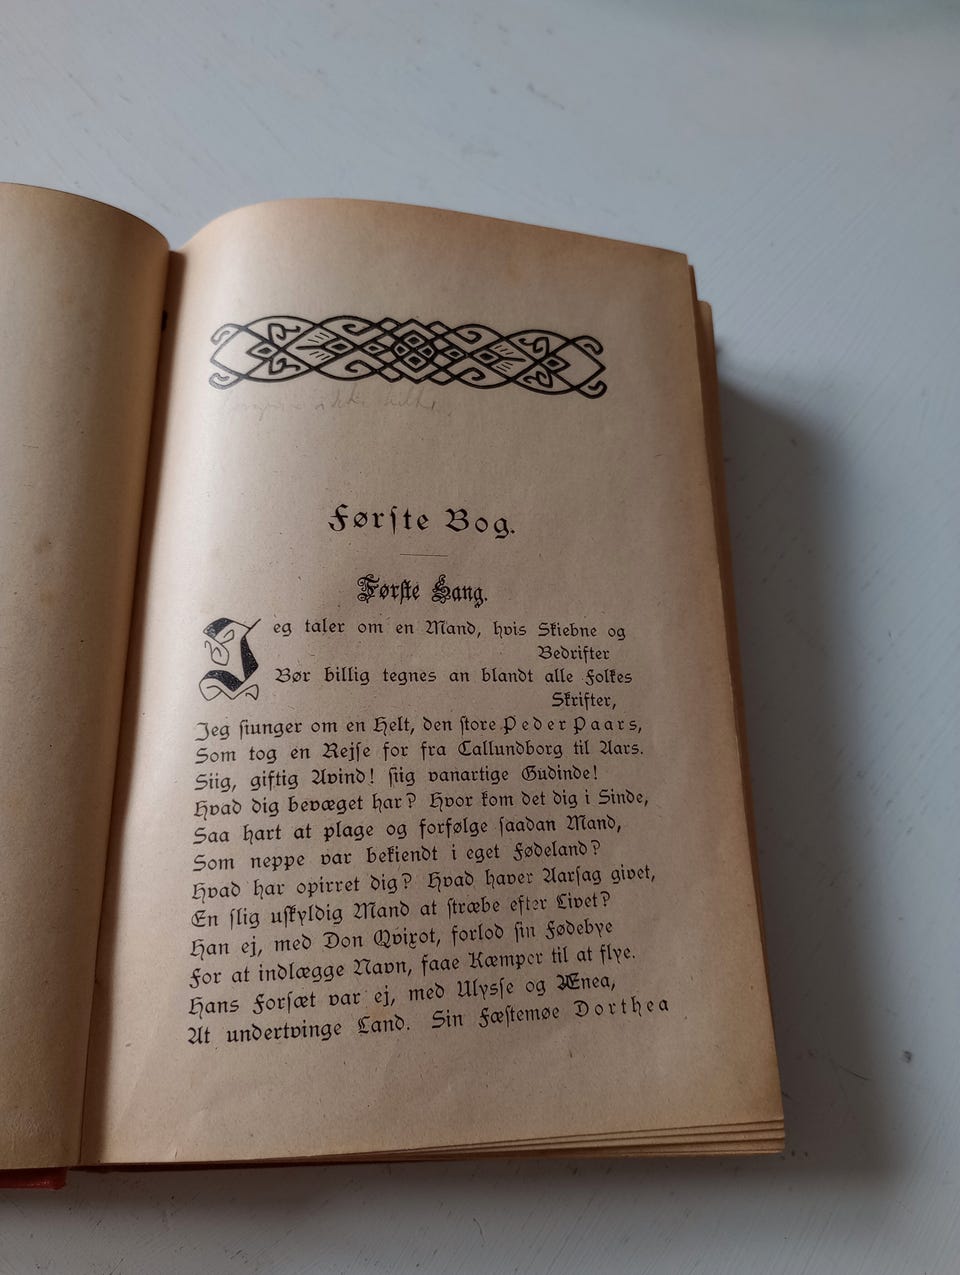 Første Bog.
Første Sang.
Jeg taler om en Mand, hvis Skiebne og
Bedrifter
Bør billig tegnes an blandt alle Folkes
Skrifter,
Jeg siunger om en Helt, den store Peder Paars,
Som tog en Rejse for fra Callundborg til Aars.
Siig, giftig Avind! siig vanartige Gudinde!
Hvad dig bevæget har? Hvor kom det dig i Sinde,
Saa hart at plage og forfølge saadan Mand,
Som neppe var bekiendt i eget Fødeland?
Hvad har opirret dig? Hvad haver Aarsag givet,
En slig uskyldig Mand at stræbe efter Livet?
Han ej, med Don Qvixot, forlod sin Fødebye
For at indlægge Navn, faae Kæmper til at flye.
Hans Forsæt var ej, med Ulysse og Ænea,
At undertvinge Land. Sin Fæstemøe Dorthea